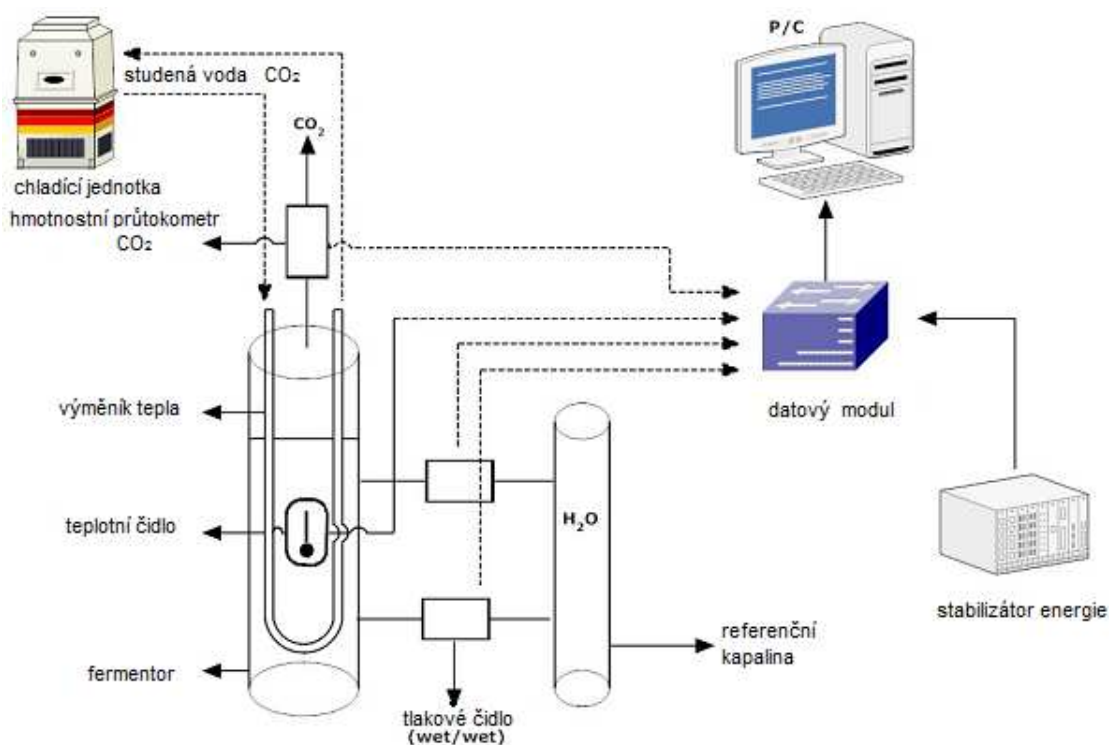 P/C
studená voda CO₂
CO₂
chladící jednotka
hmotnostní průtokometr
CO₂
výměník tepla
datový modul
teplotní čidlo
H₂O
stabilizátor energie
referenční
kapalina
fermentor
tlakové čidlo
(wet/wet)